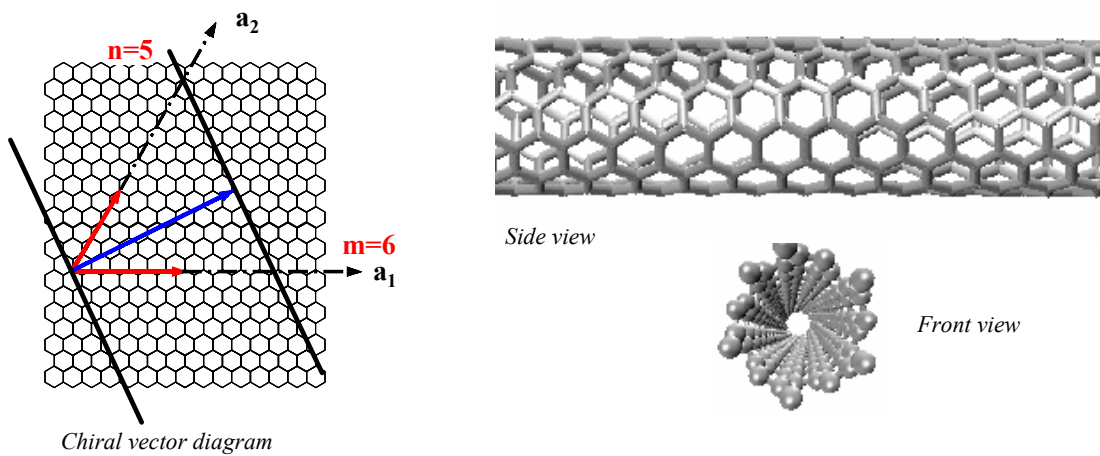 a2
n=5
m=6
a1
Chiral vector diagram
Side view
Front view